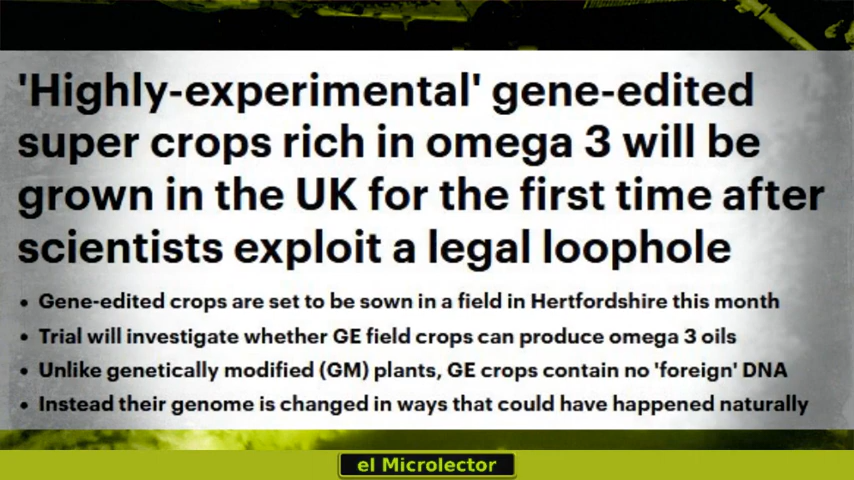 'Highly-experimental' gene-edited
super crops rich in omega 3 will be
grown in the UK for the first time after
scientists exploit a legal loophole
• Gene-edited crops are set to be sown in a field in Hertfordshire this month
• Trial will investigate whether GE field crops can produce omega 3 oils
• Unlike genetically modified (GM) plants, GE crops contain no 'foreign' DNA
• Instead their genome is changed in ways that could have happened naturally
el Microlector